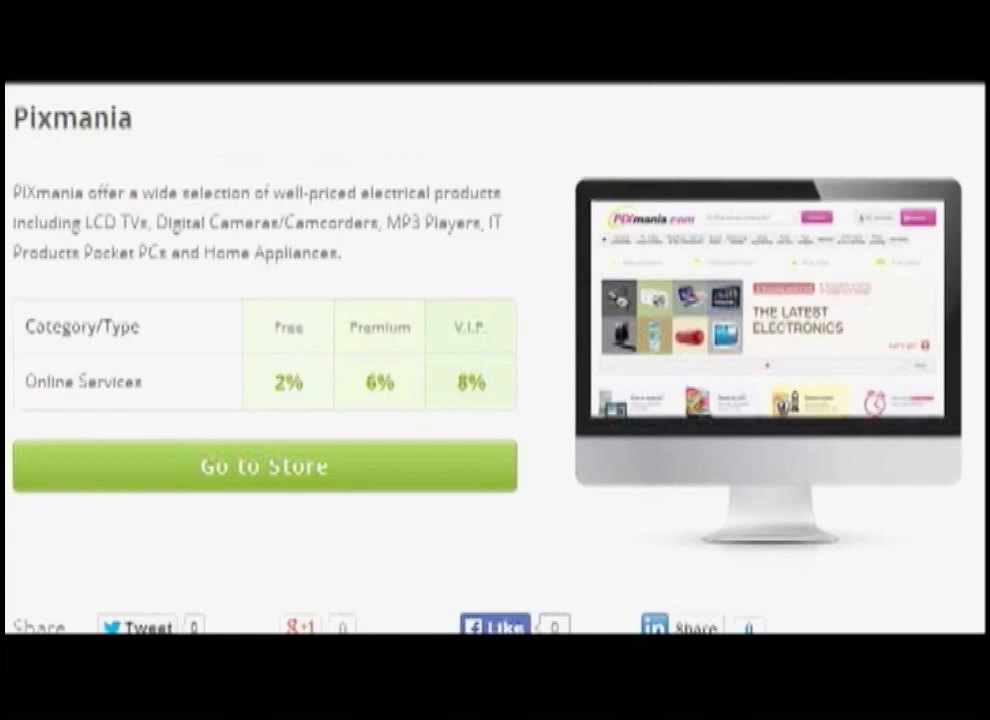 Pixmania
PIXmania offer a wide selection of well-priced electrical products
including LCD TVs, Digital Cameras/Camcorders, MP3 Players, IT
Products Pocket PCs and Home Appliances.
Category/Type Free Premium V.I.P.
Online Services 2% 6% 8%
Go to Store
PIXmania.com
THE LATEST
ELECTRONICS
Share Tweet 0 g+1 0 Like 0 in Share 0